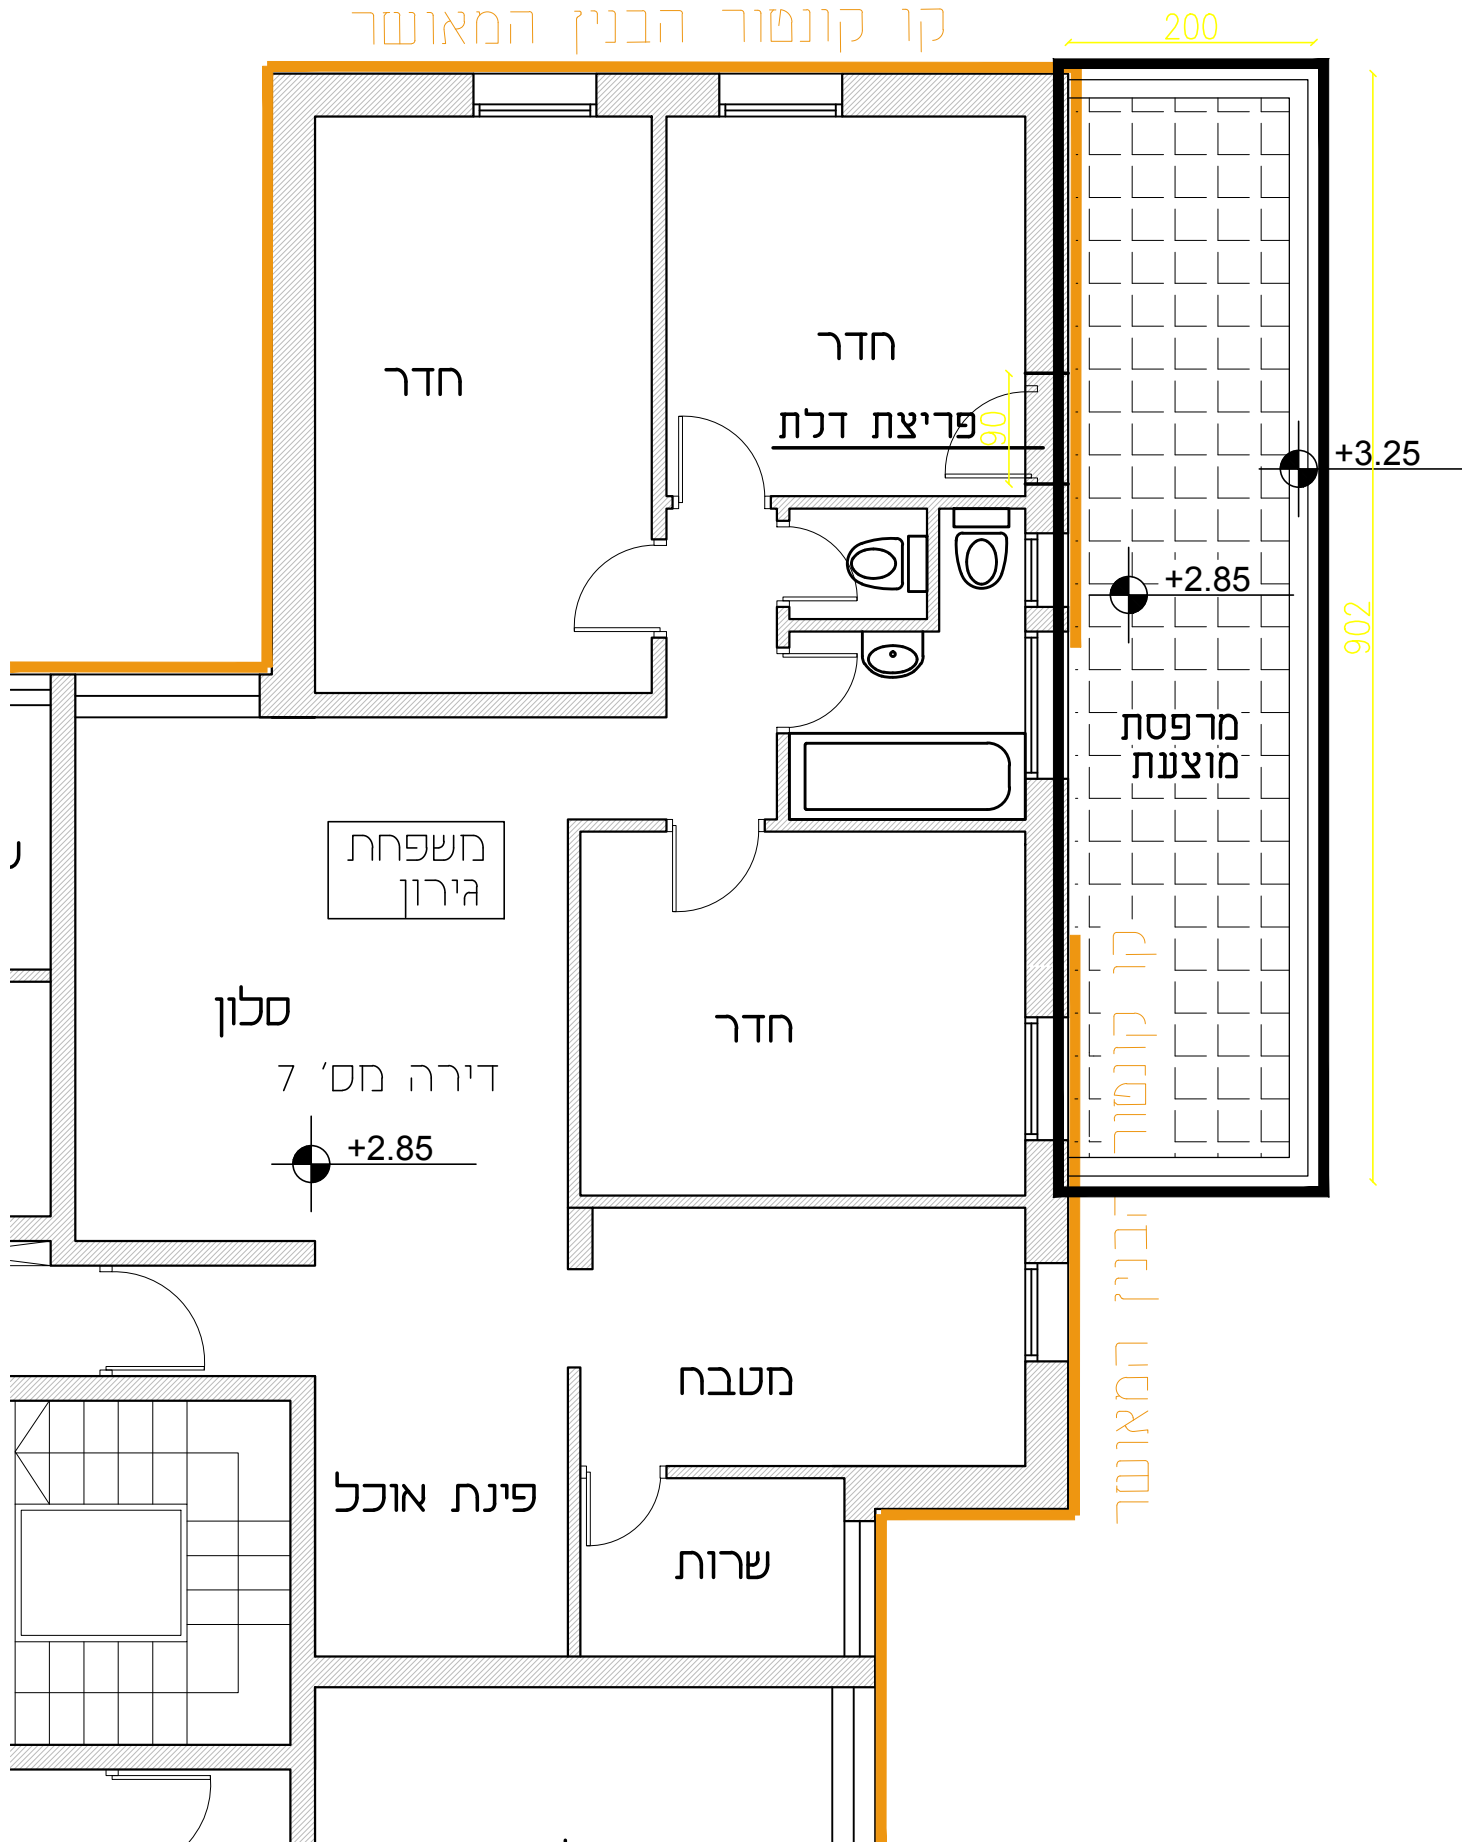 קו קונטור הבנין המאושר
200
חדר
חדר
פריצת דלת
90
+3.25
+2.85
902
מרפסת
מוצעת
משפחת
גירון
סלון
חדר
דירה מס' 7
+2.85
קו קונטור הבנין המאושר
מטבח
פינת אוכל
שרות